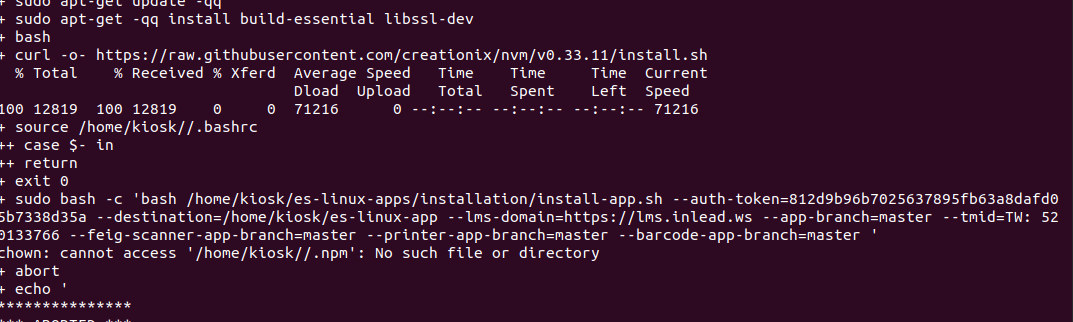 + sudo apt-get update -qq
+ sudo apt-get -qq install build-essential libssl-dev
+ bash
+ curl -o- https://raw.githubusercontent.com/creationix/nvm/v0.33.11/install.sh
  % Total    % Received % Xferd  Average Speed   Time    Time     Time  Current
                                 Dload  Upload   Total   Spent    Left  Speed
100 12819  100 12819    0     0  71216      0 --:--:-- --:--:-- --:--:-- 71216
+ source /home/kiosk//.bashrc
++ case $- in
++ return
+ exit 0
+ sudo bash -c 'bash /home/kiosk/es-linux-apps/installation/install-app.sh --auth-token=812d9b96b7025637895fb63a8dafd0
5b7338d35a --destination=/home/kiosk/es-linux-app --lms-domain=https://lms.inlead.ws --app-branch=master --tmid=TW: 52
0133766 --feig-scanner-app-branch=master --printer-app-branch=master --barcode-app-branch=master '
chown: cannot access '/home/kiosk//.npm': No such file or directory
+ abort
+ echo '
***************
*** ABORTED ***